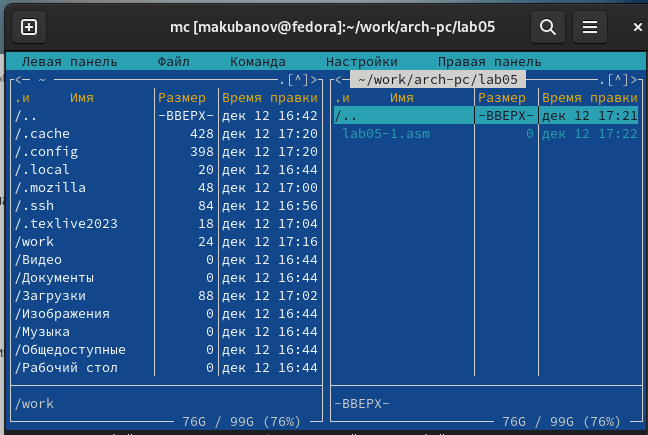 mc [makubanov@fedora]:~/work/arch-pc/lab05
Левая панель Файл Команда Настройки Правая панель
<— ~ .[^]>
.и Имя Размер Время правки
/.. -ВВЕРХ- дек 12 16:42
/.cache 428 дек 12 17:20
/.config 398 дек 12 17:20
/.local 20 дек 12 16:44
/.mozilla 48 дек 12 17:00
/.ssh 84 дек 12 16:56
/.texlive2023 18 дек 12 17:04
/work 24 дек 12 17:16
/Видео 0 дек 12 16:44
/Документы 0 дек 12 16:44
/Загрузки 88 дек 12 17:02
/Изображения 0 дек 12 16:44
/Музыка 0 дек 12 16:44
/Общедоступные 0 дек 12 16:44
/Рабочий стол 0 дек 12 16:44
/work
76G / 99G (76%)
<— ~/work/arch-pc/lab05 .[^]>
.и Имя Размер Время правки
/.. -ВВЕРХ- дек 12 17:21
lab05-1.asm 0 дек 12 17:22
-ВВЕРХ-
76G / 99G (76%)